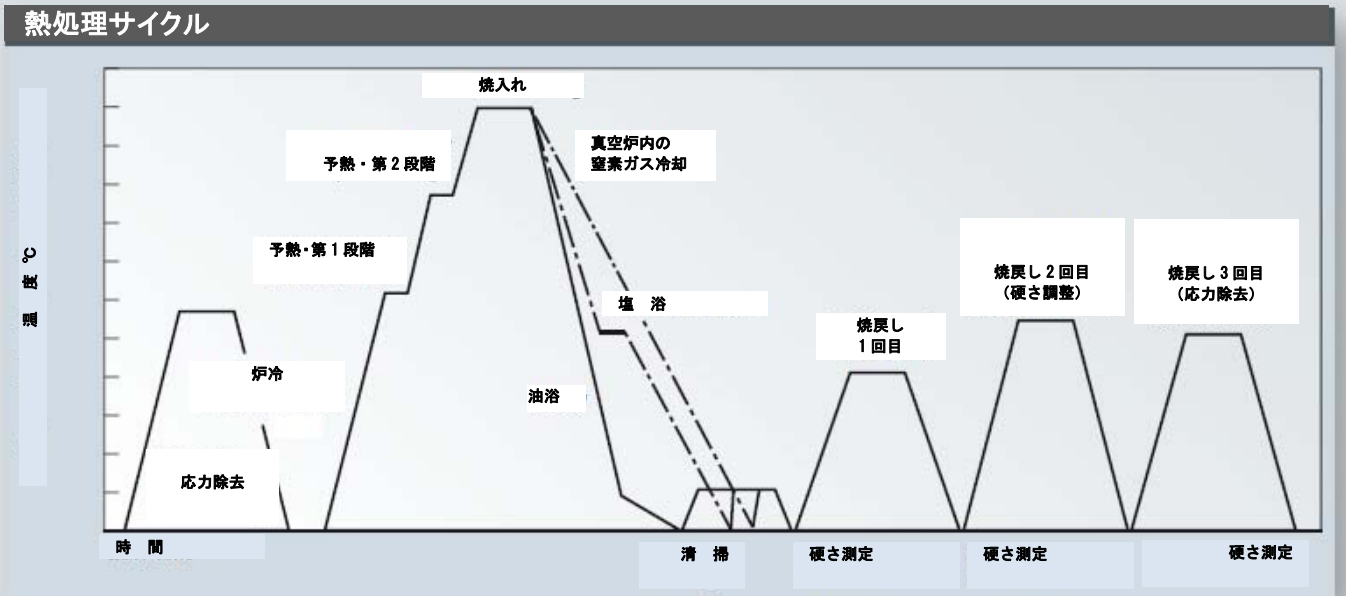 熱処理サイクル
焼入れ
予熱・第2段階
真空炉内の
窒素ガス冷却
予熱・第1段階
温 度 ℃
塩 浴
焼戻し2回目
(硬さ調整)
焼戻し3回目
(応力除去)
焼戻し
1回目
炉冷
油浴
応力除去
時 間
清 掃
硬さ測定
硬さ測定
硬さ測定